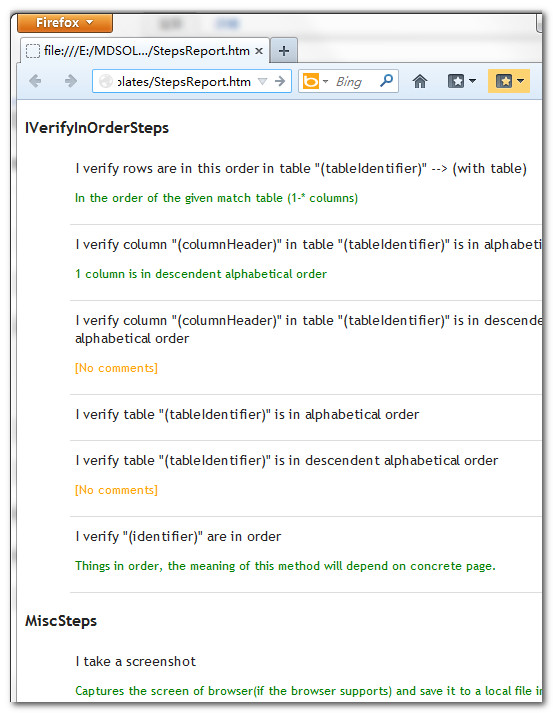 Firefox
file:///E:/MDSOL.../StepsReport.htm
plates/StepsReport.htm
Bing
IVerifyInOrderSteps
I verify rows are in this order in table "(tableIdentifier)" --> (with table)
In the order of the given match table (1-* columns)
I verify column "(columnHeader)" in table "(tableIdentifier)" is in alphabeti
1 column is in descendent alphabetical order
I verify column "(columnHeader)" in table "(tableIdentifier)" is in descende
alphabetical order
[No comments]
I verify table "(tableIdentifier)" is in alphabetical order
I verify table "(tableIdentifier)" is in descendent alphabetical order
[No comments]
I verify "(identifier)" are in order
Things in order, the meaning of this method will depend on concrete page.
MiscSteps
I take a screenshot
Captures the screen of browser(if the browser supports) and save it to a local file in